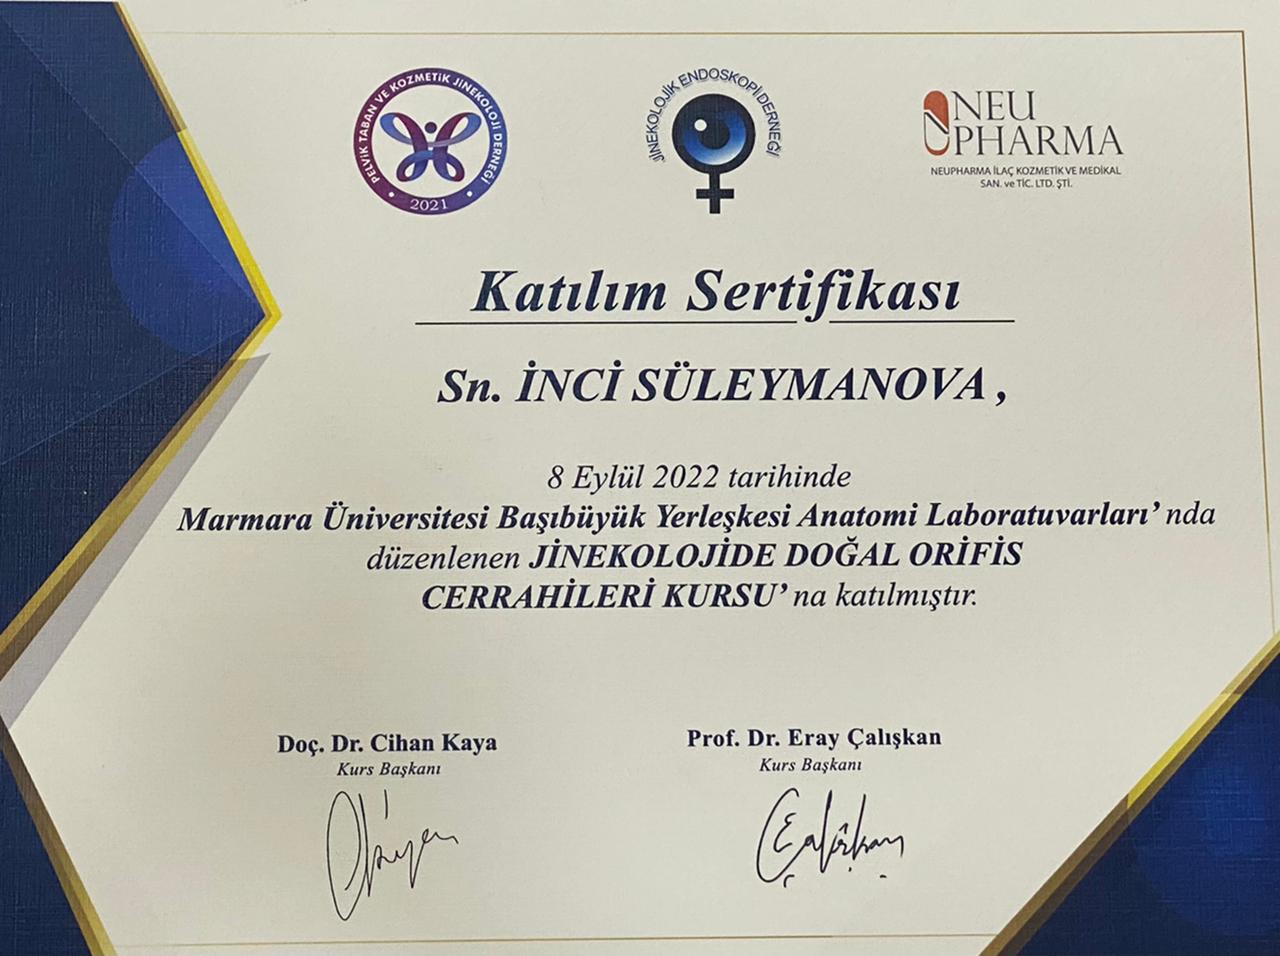 PELVİK TABAN VE KOZMETİK JİNEKOLOJİ DERNEĞİ
2021
JİNEKOLOJİK ENDOSKOPİ DERNEĞİ
NEU
PHARMA
NEUPHARMA İLAÇ KOZMETİK VE MEDİKAL
SAN. ve TİC. LTD. ŞTİ.
Katılım Sertifikası
Sn. İNCİ SÜLEYMANOVA ,
8 Eylül 2022 tarihinde
Marmara Üniversitesi Başıbüyük Yerleşkesi Anatomi Laboratuvarları’ nda
düzenlenen JİNEKOLOJİDE DOĞAL ORİFİS
CERRAHİLERİ KURSU’ na katılmıştır.
Doç. Dr. Cihan Kaya
Kurs Başkanı
Prof. Dr. Eray Çalışkan
Kurs Başkanı